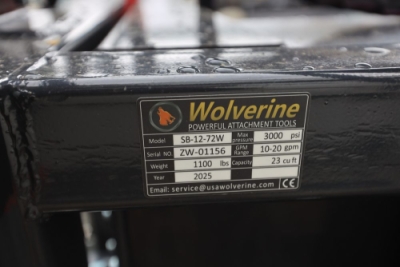 Wolverine
POWERFUL ATTACHMENT TOOLS
Model SB-12-72W Max pressure 3000 psi
Serial NO. ZW-01156 GPM Range 10-20 gpm
Weight 1100 lbs Capacity 23 cu ft
Year 2025
Email: service@usawolverine.com CE